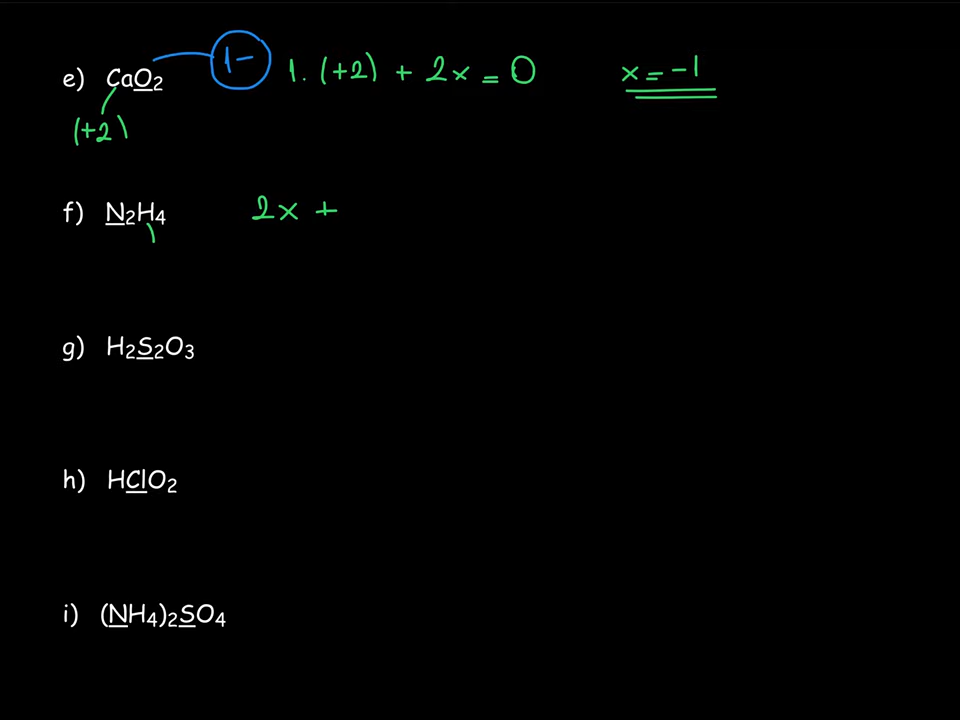 e) CaO₂ 1- 1. (+2) + 2x = 0 x = -1
(+2)
f) N₂H₄ 2x +
g) H₂S₂O₃
h) HClO₂
i) (NH₄)₂SO₄